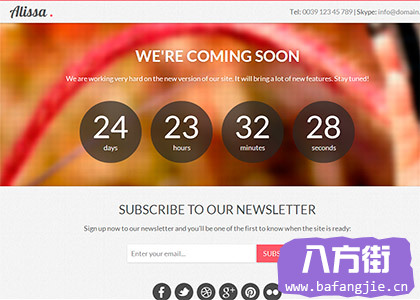 Alissa .
Tel: 0039 123 45 789 | Skype: info@domain.
WE'RE COMING SOON
We are working very hard on the new version of our site. It will bring a lot of new features. Stay tuned!
24 23 32 28
days hours minutes seconds
SUBSCRIBE TO OUR NEWSLETTER
Sign up now to our newsletter and you'll be one of the first to know when the site is ready:
Enter your email... SUBS
八方街
www.bafangjie.cn